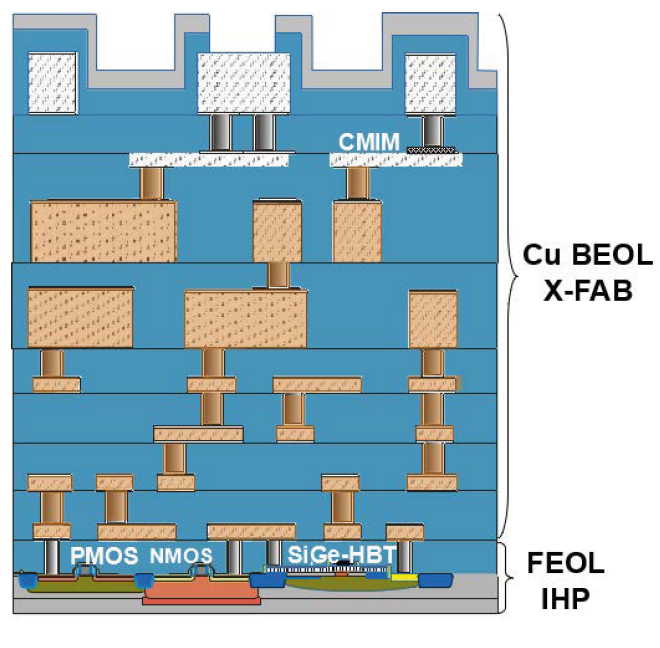 CMIM
Cu BEOL
X-FAB
PMOS NMOS SiGe-HBT
FEOL
IHP